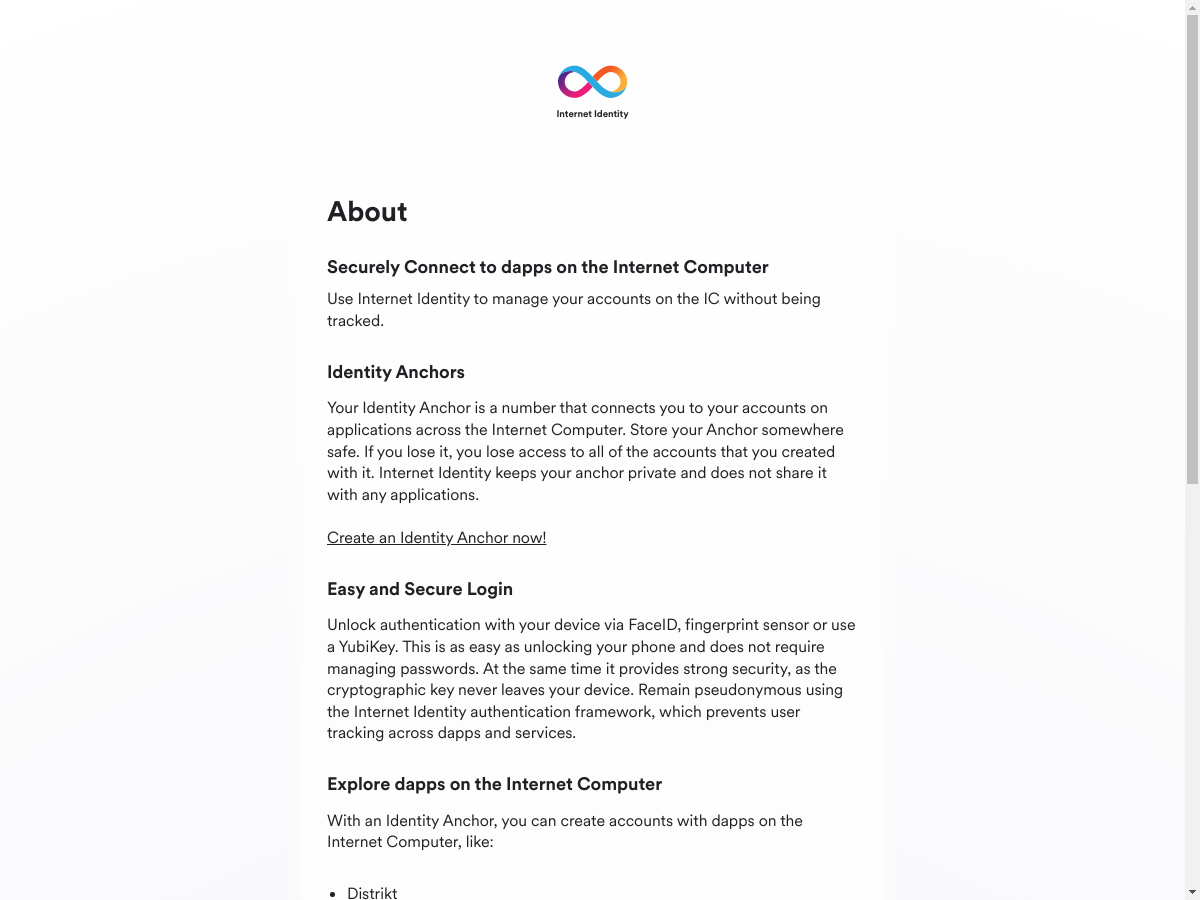 Internet Identity
About
Securely Connect to dapps on the Internet Computer
Use Internet Identity to manage your accounts on the IC without being
tracked.
Identity Anchors
Your Identity Anchor is a number that connects you to your accounts on
applications across the Internet Computer. Store your Anchor somewhere
safe. If you lose it, you lose access to all of the accounts that you created
with it. Internet Identity keeps your anchor private and does not share it
with any applications.
Create an Identity Anchor now!
Easy and Secure Login
Unlock authentication with your device via FaceID, fingerprint sensor or use
a YubiKey. This is as easy as unlocking your phone and does not require
managing passwords. At the same time it provides strong security, as the
cryptographic key never leaves your device. Remain pseudonymous using
the Internet Identity authentication framework, which prevents user
tracking across dapps and services.
Explore dapps on the Internet Computer
With an Identity Anchor, you can create accounts with dapps on the
Internet Computer, like:
• Distrikt